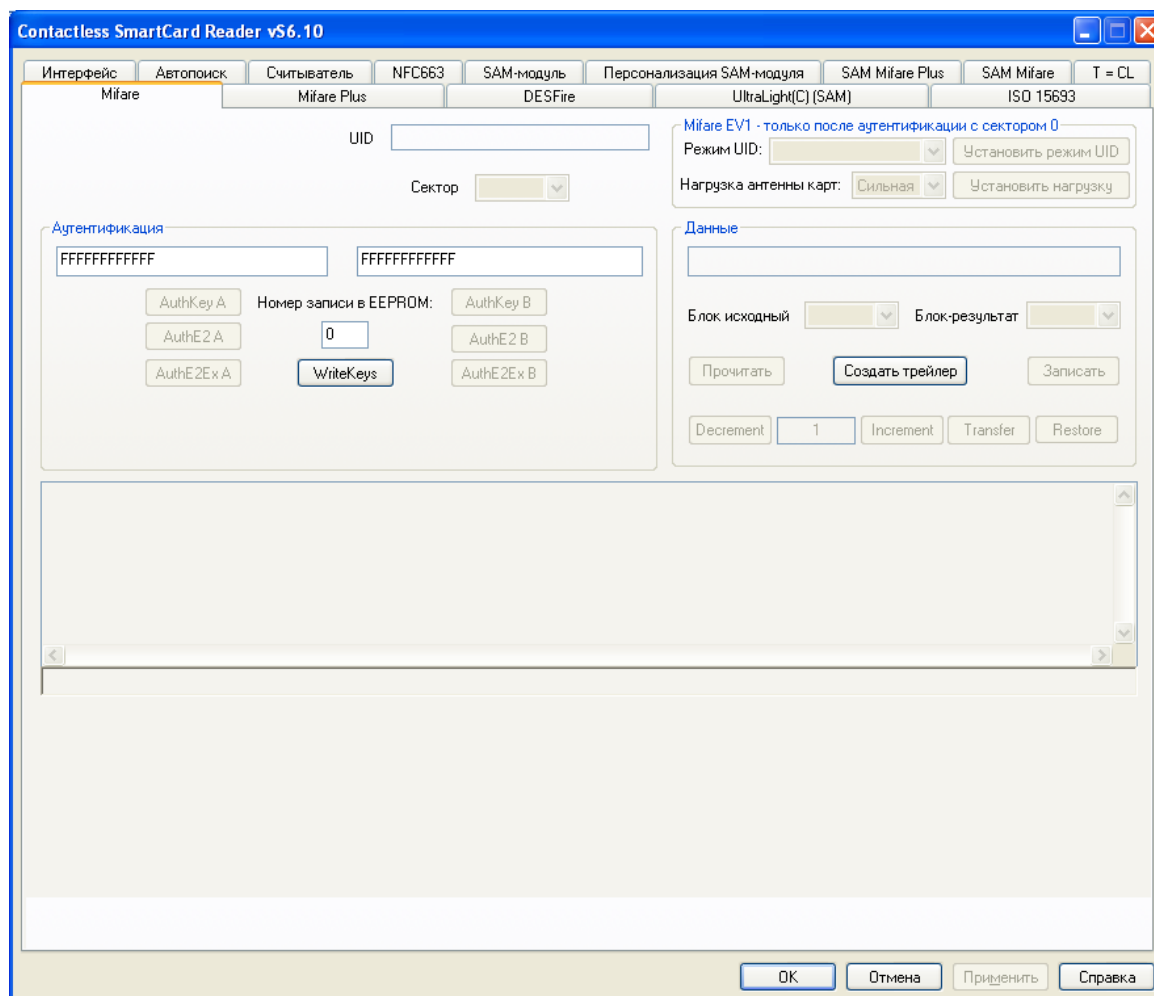 Contactless SmartCard Reader vS6.10
Интерфейс Автопоиск Считыватель NFC663 SAM-модуль Персонализация SAM-модуля SAM Mifare Plus SAM Mifare T = CL
Mifare Mifare Plus DESFire UltraLight(C) (SAM) ISO 15693
UID
Сектор
Mifare EV1 - только после аутентификации с сектором 0
Режим UID: Установить режим UID
Нагрузка антенны карт: Сильная Установить нагрузку
Аутентификация
FFFFFFFFFFFF FFFFFFFFFFFF
AuthKey A Номер записи в EEPROM: AuthKey B
AuthE2 A 0 AuthE2 B
AuthE2Ex A WriteKeys AuthE2Ex B
Данные
Блок исходный Блок-результат
Прочитать Создать трейлер Записать
Decrement 1 Increment Transfer Restore
OK Отмена Применить Справка